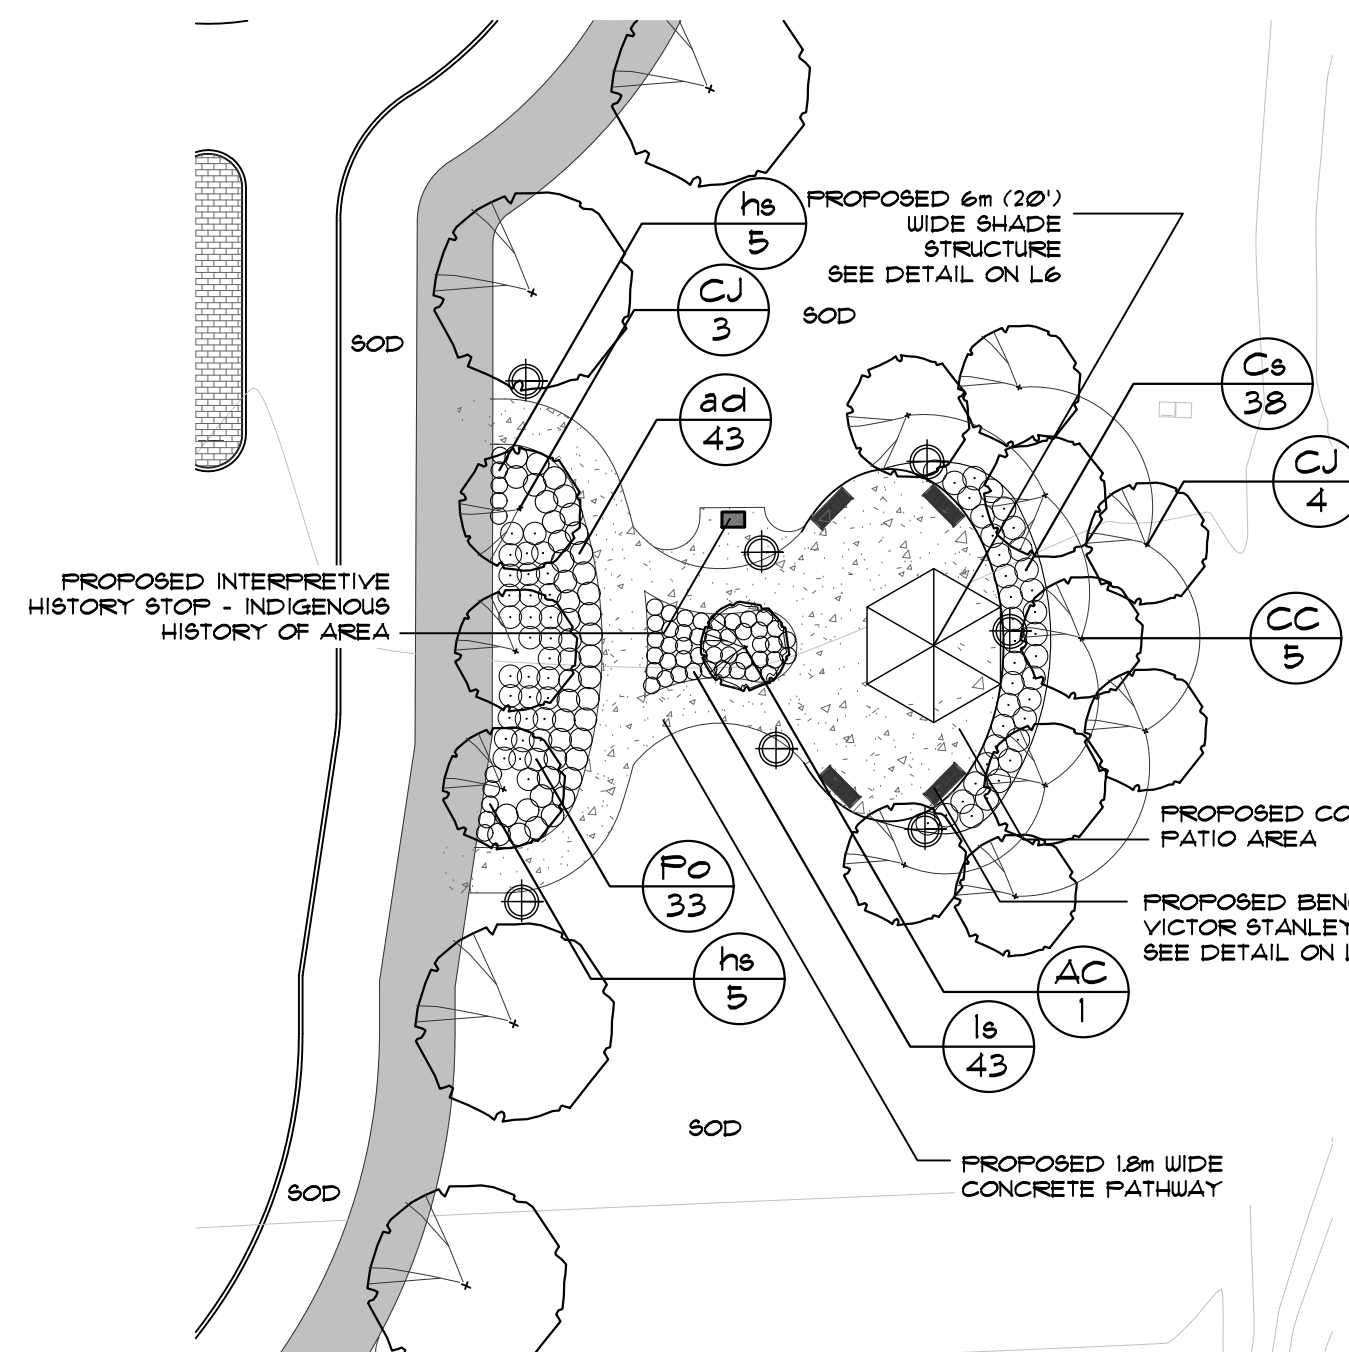 hs
5
PROPOSED 6m (20')
WIDE SHADE
STRUCTURE
SEE DETAIL ON L6
CJ
3
SOD
SOD
Cs
38
ad
43
CJ
4
PROPOSED INTERPRETIVE
HISTORY STOP - INDIGENOUS
HISTORY OF AREA
CC
5
PROPOSED CO
PATIO AREA
Po
33
PROPOSED BEN
VICTOR STANLEY
SEE DETAIL ON L
hs
5
AC
1
ls
43
SOD
PROPOSED 1.8m WIDE
CONCRETE PATHWAY
SOD